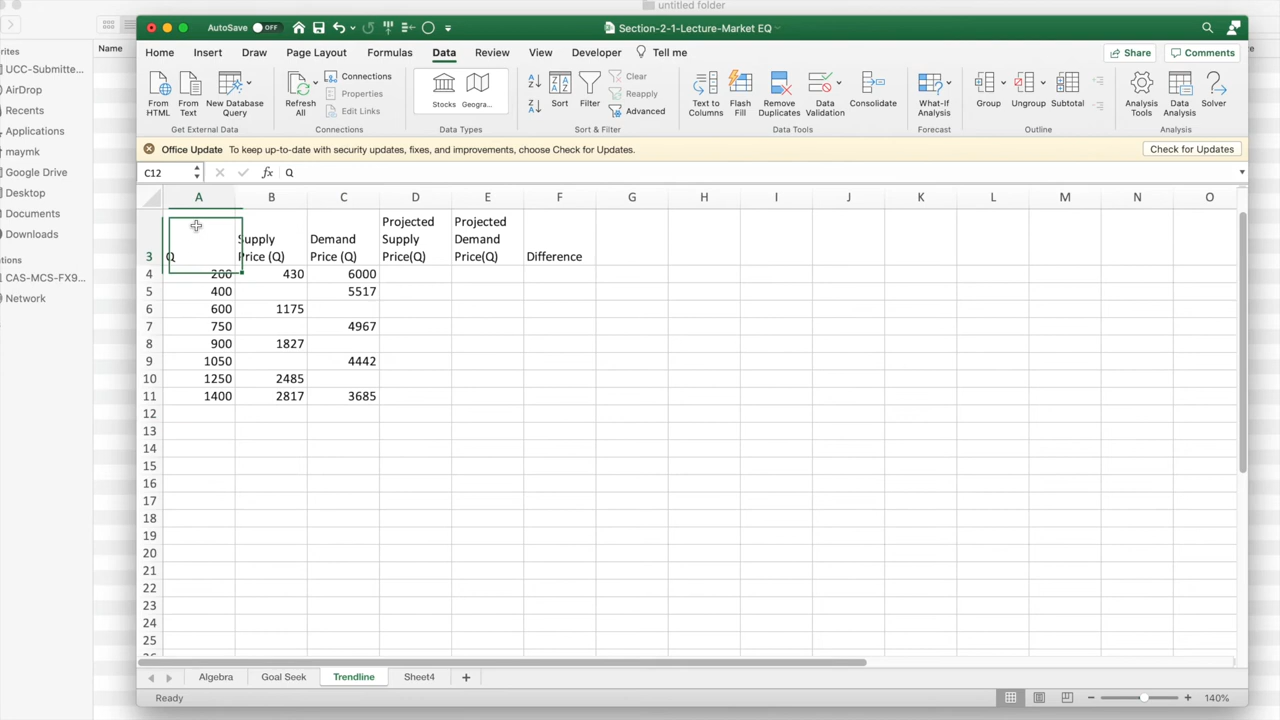 untitled folder
AutoSave OFF
Section-2-1-Lecture-Market EQ
Home Insert Draw Page Layout Formulas Data Review View Developer Tell me
Share Comments
From HTML
From Text
New Database Query
Refresh All
Connections
Properties
Edit Links
Stocks Geogra...
Sort Filter
Clear
Reapply
Advanced
Text to Columns
Flash Fill
Remove Duplicates
Data Validation
Consolidate
What-If Analysis
Group Ungroup Subtotal
Analysis Tools
Data Analysis
Solver
Get External Data Connections Data Types Sort & Filter Data Tools Forecast Outline Analysis
Office Update To keep up-to-date with security updates, fixes, and improvements, choose Check for Updates. Check for Updates
C12 fx Q
A B C D E F G H I J K L M N O
3 Q Supply Price (Q) Demand Price (Q) Projected Supply Price(Q) Projected Demand Price(Q) Difference
4 200 430 6000
5 400 5517
6 600 1175
7 750 4967
8 900 1827
9 1050 4442
10 1250 2485
11 1400 2817 3685
12
13
14
15
16
17
18
19
20
21
22
23
24
25
Algebra Goal Seek Trendline Sheet4
Ready 140%
Name
rites
UCC-Submitte...
AirDrop
Recents
Applications
maymk
Google Drive
Desktop
Documents
Downloads
ations
CAS-MCS-FX9...
Network